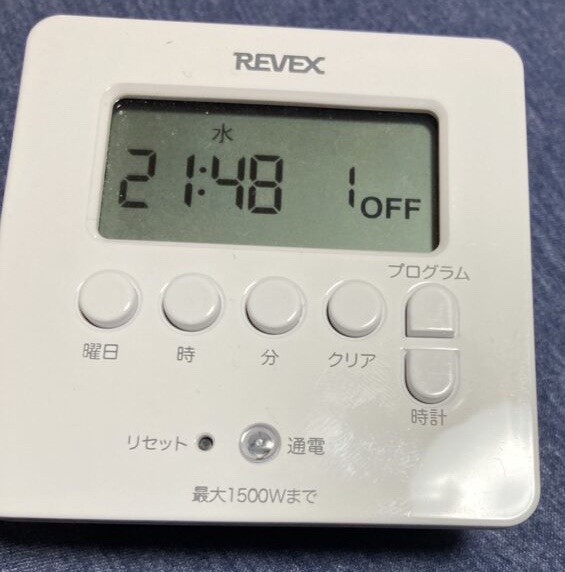 REVEX
水
21:48 1OFF
プログラム
曜日 時 分 クリア
時計
リセット 通電
最大1500Wまで